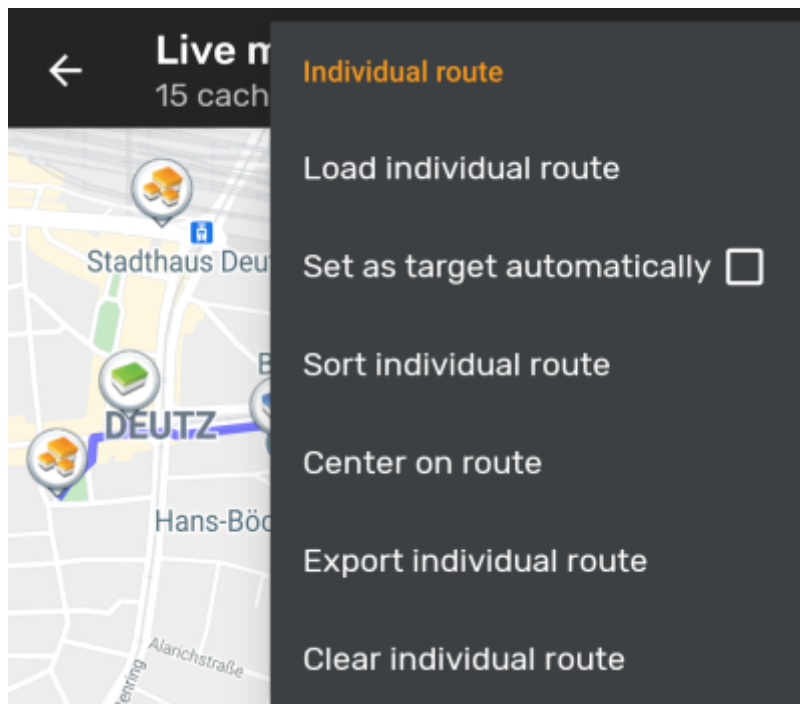 Live m
15 cach
Individual route
Load individual route
Set as target automatically
Sort individual route
Center on route
Export individual route
Clear individual route
Stadthaus Deu
B
DEUTZ
Hans-Böc
Alarichstraße
enring